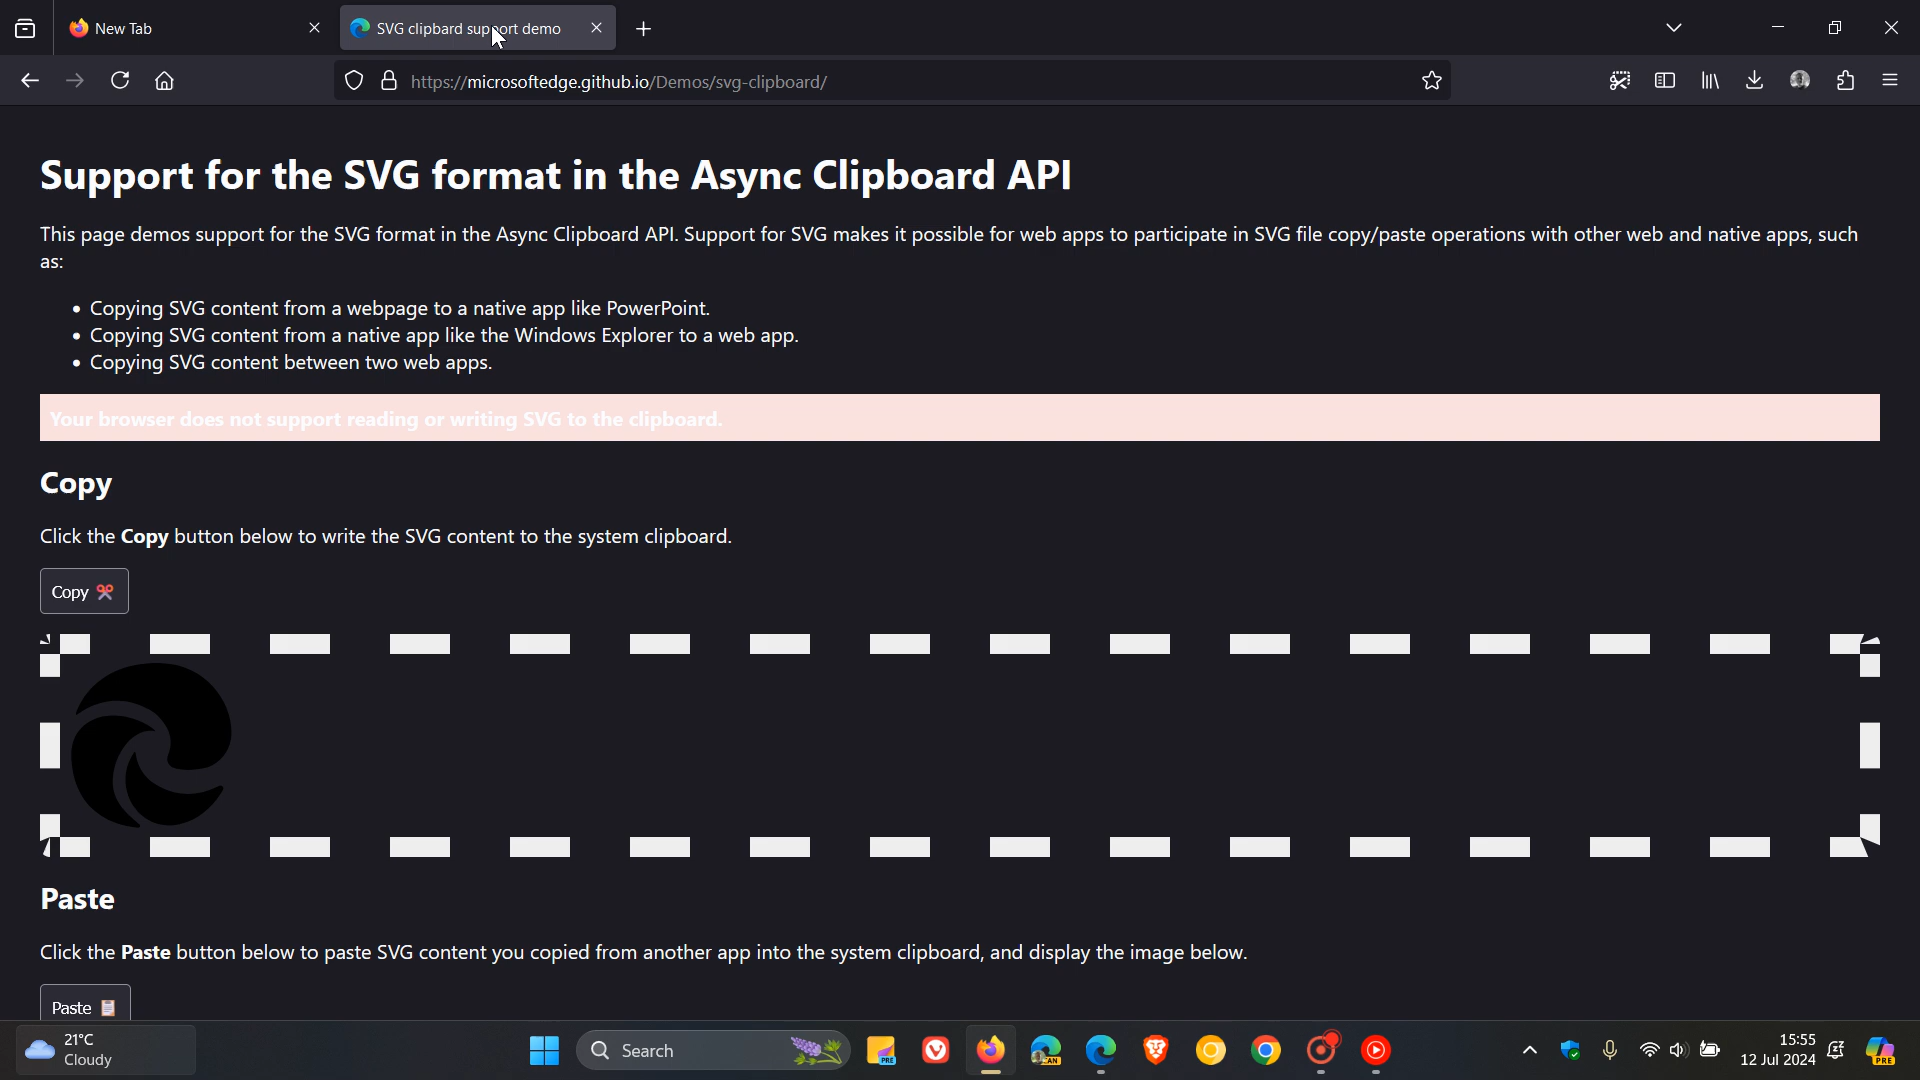 New Tab
SVG clipbard support demo
https://microsoftedge.github.io/Demos/svg-clipboard/
Support for the SVG format in the Async Clipboard API
This page demos support for the SVG format in the Async Clipboard API. Support for SVG makes it possible for web apps to participate in SVG file copy/paste operations with other web and native apps, such
as:
• Copying SVG content from a webpage to a native app like PowerPoint.
• Copying SVG content from a native app like the Windows Explorer to a web app.
• Copying SVG content between two web apps.
Your browser does not support reading or writing SVG to the clipboard.
Copy
Click the Copy button below to write the SVG content to the system clipboard.
Copy
Paste
Click the Paste button below to paste SVG content you copied from another app into the system clipboard, and display the image below.
Paste
21°C
Cloudy
Search
PRE
CAN
15:55
12 Jul 2024
PRE